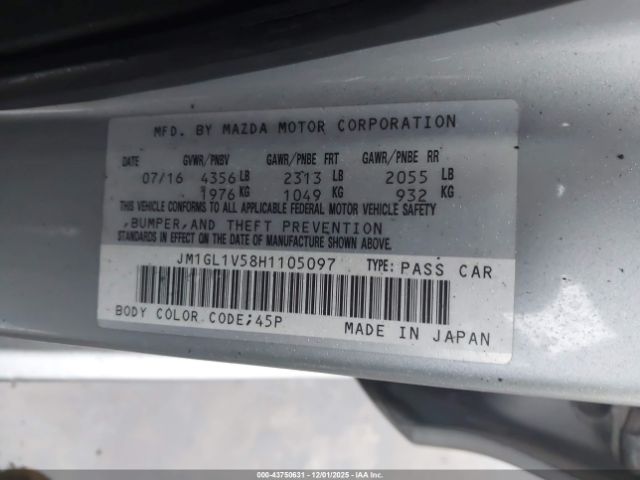 MFD. BY MAZDA MOTOR CORPORATION
DATE GVWR/PNBV GAWR/PNBE FRT GAWR/PNBE RR
07/16 4356 LB 2313 LB 2055 LB
1976 KG 1049 KG 932 KG
THIS VEHICLE CONFORMS TO ALL APPLICABLE FEDERAL MOTOR VEHICLE SAFETY
,BUMPER,AND THEFT PREVENTION
STANDARDS IN EFFECT ON THE DATE OF MANUFACTURE SHOWN ABOVE.
JM1GL1V58H1105097 TYPE: PASS CAR
BODY COLOR CODE;45P MADE IN JAPAN
000-43750631 - 12/01/2025 - IAAI.COM